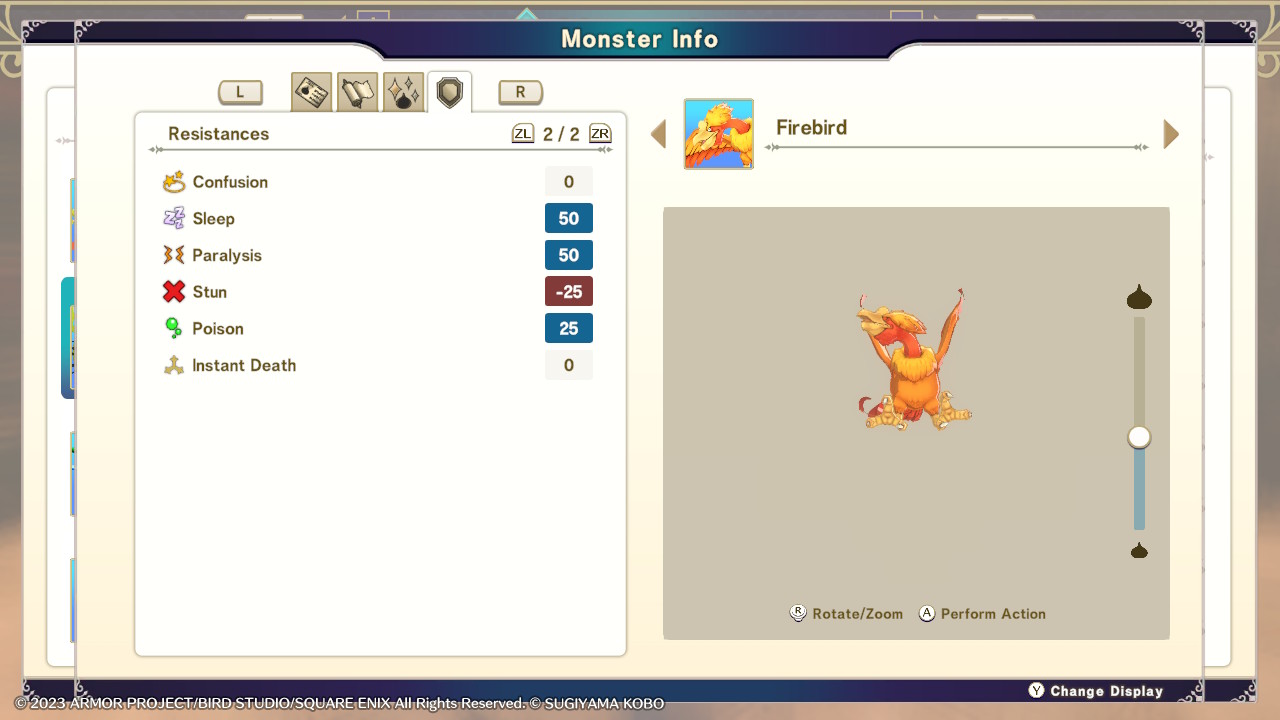 Monster Info
L
R
Resistances
ZL 2 / 2 ZR
Firebird
Confusion 0
Sleep 50
Paralysis 50
Stun -25
Poison 25
Instant Death 0
R Rotate/Zoom A Perform Action
Y Change Display
© 2023 ARMOR PROJECT/BIRD STUDIO/SQUARE ENIX All Rights Reserved. © SUGIYAMA KOBO